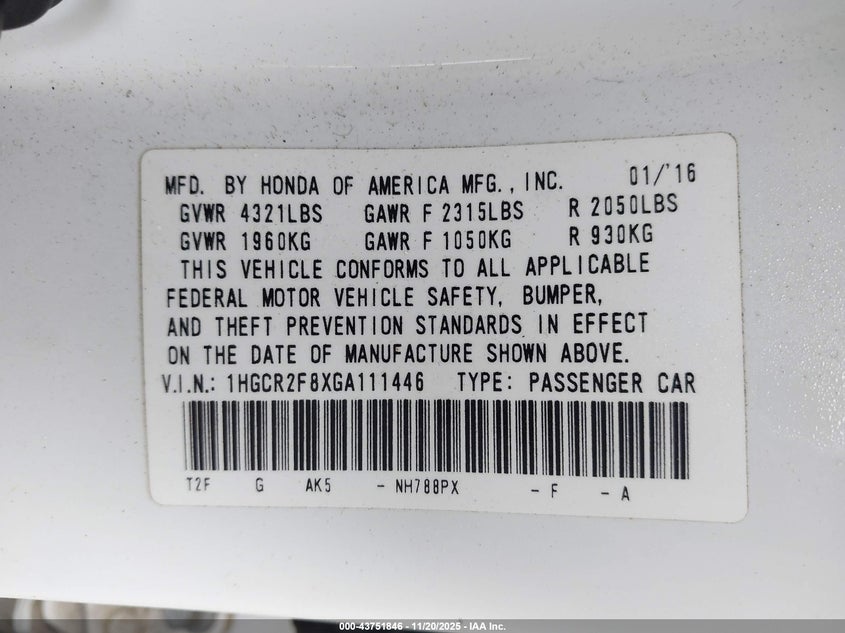 MFD. BY HONDA OF AMERICA MFG., INC. 01/'16
GVWR 4321LBS GAWR F 2315LBS R 2050LBS
GVWR 1960KG GAWR F 1050KG R 930KG
THIS VEHICLE CONFORMS TO ALL APPLICABLE
FEDERAL MOTOR VEHICLE SAFETY, BUMPER,
AND THEFT PREVENTION STANDARDS IN EFFECT
ON THE DATE OF MANUFACTURE SHOWN ABOVE.
V.I.N.: 1HGCR2F8XGA111446 TYPE: PASSENGER CAR
T2F G AK5 - NH788PX - F - A
000-43751846 - 11/20/2025 - IAA Inc.